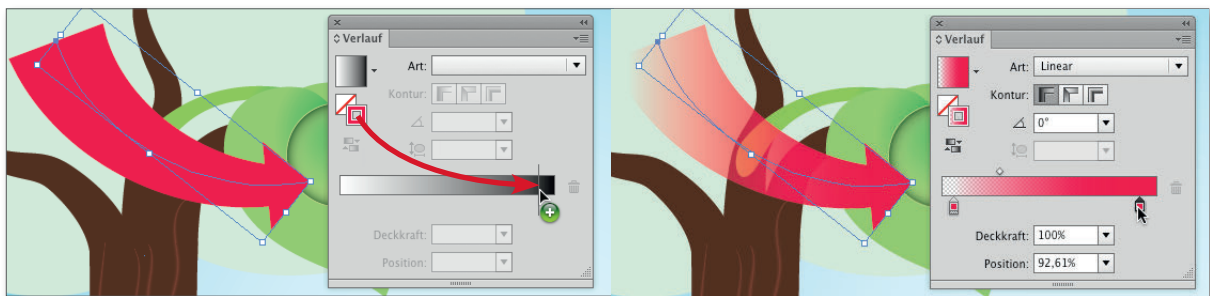 Verlauf
Art:
Kontur:
Deckkraft:
Position:
Verlauf
Art: Linear
Kontur:
0°
Deckkraft: 100%
Position: 92,61%